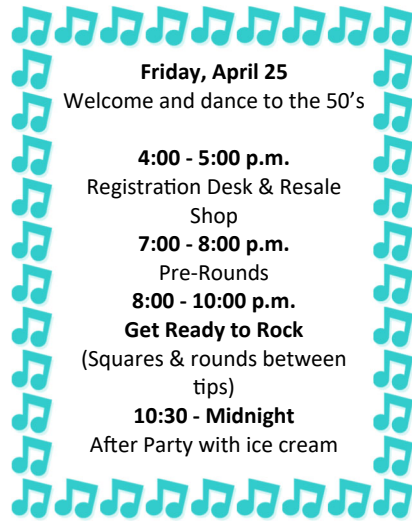 Friday, April 25
Welcome and dance to the 50’s
4:00 - 5:00 p.m.
Registration Desk & Resale
Shop
7:00 - 8:00 p.m.
Pre-Rounds
8:00 - 10:00 p.m.
Get Ready to Rock
(Squares & rounds between
tips)
10:30 - Midnight
After Party with ice cream